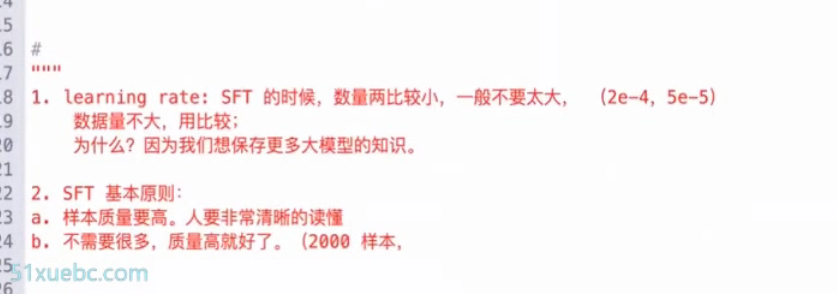 14
15
16 #
17 """
18 1. learning rate: SFT 的时候，数量两比较小，一般不要太大， （2e-4，5e-5）
19 数据量不大，用比较；
20 为什么？因为我们想保存更多大模型的知识。
21
22 2. SFT 基本原则：
23 a. 样本质量要高。人要非常清晰的读懂
24 b. 不需要很多，质量高就好了。（2000 样本，
25
51xuebc.com
26